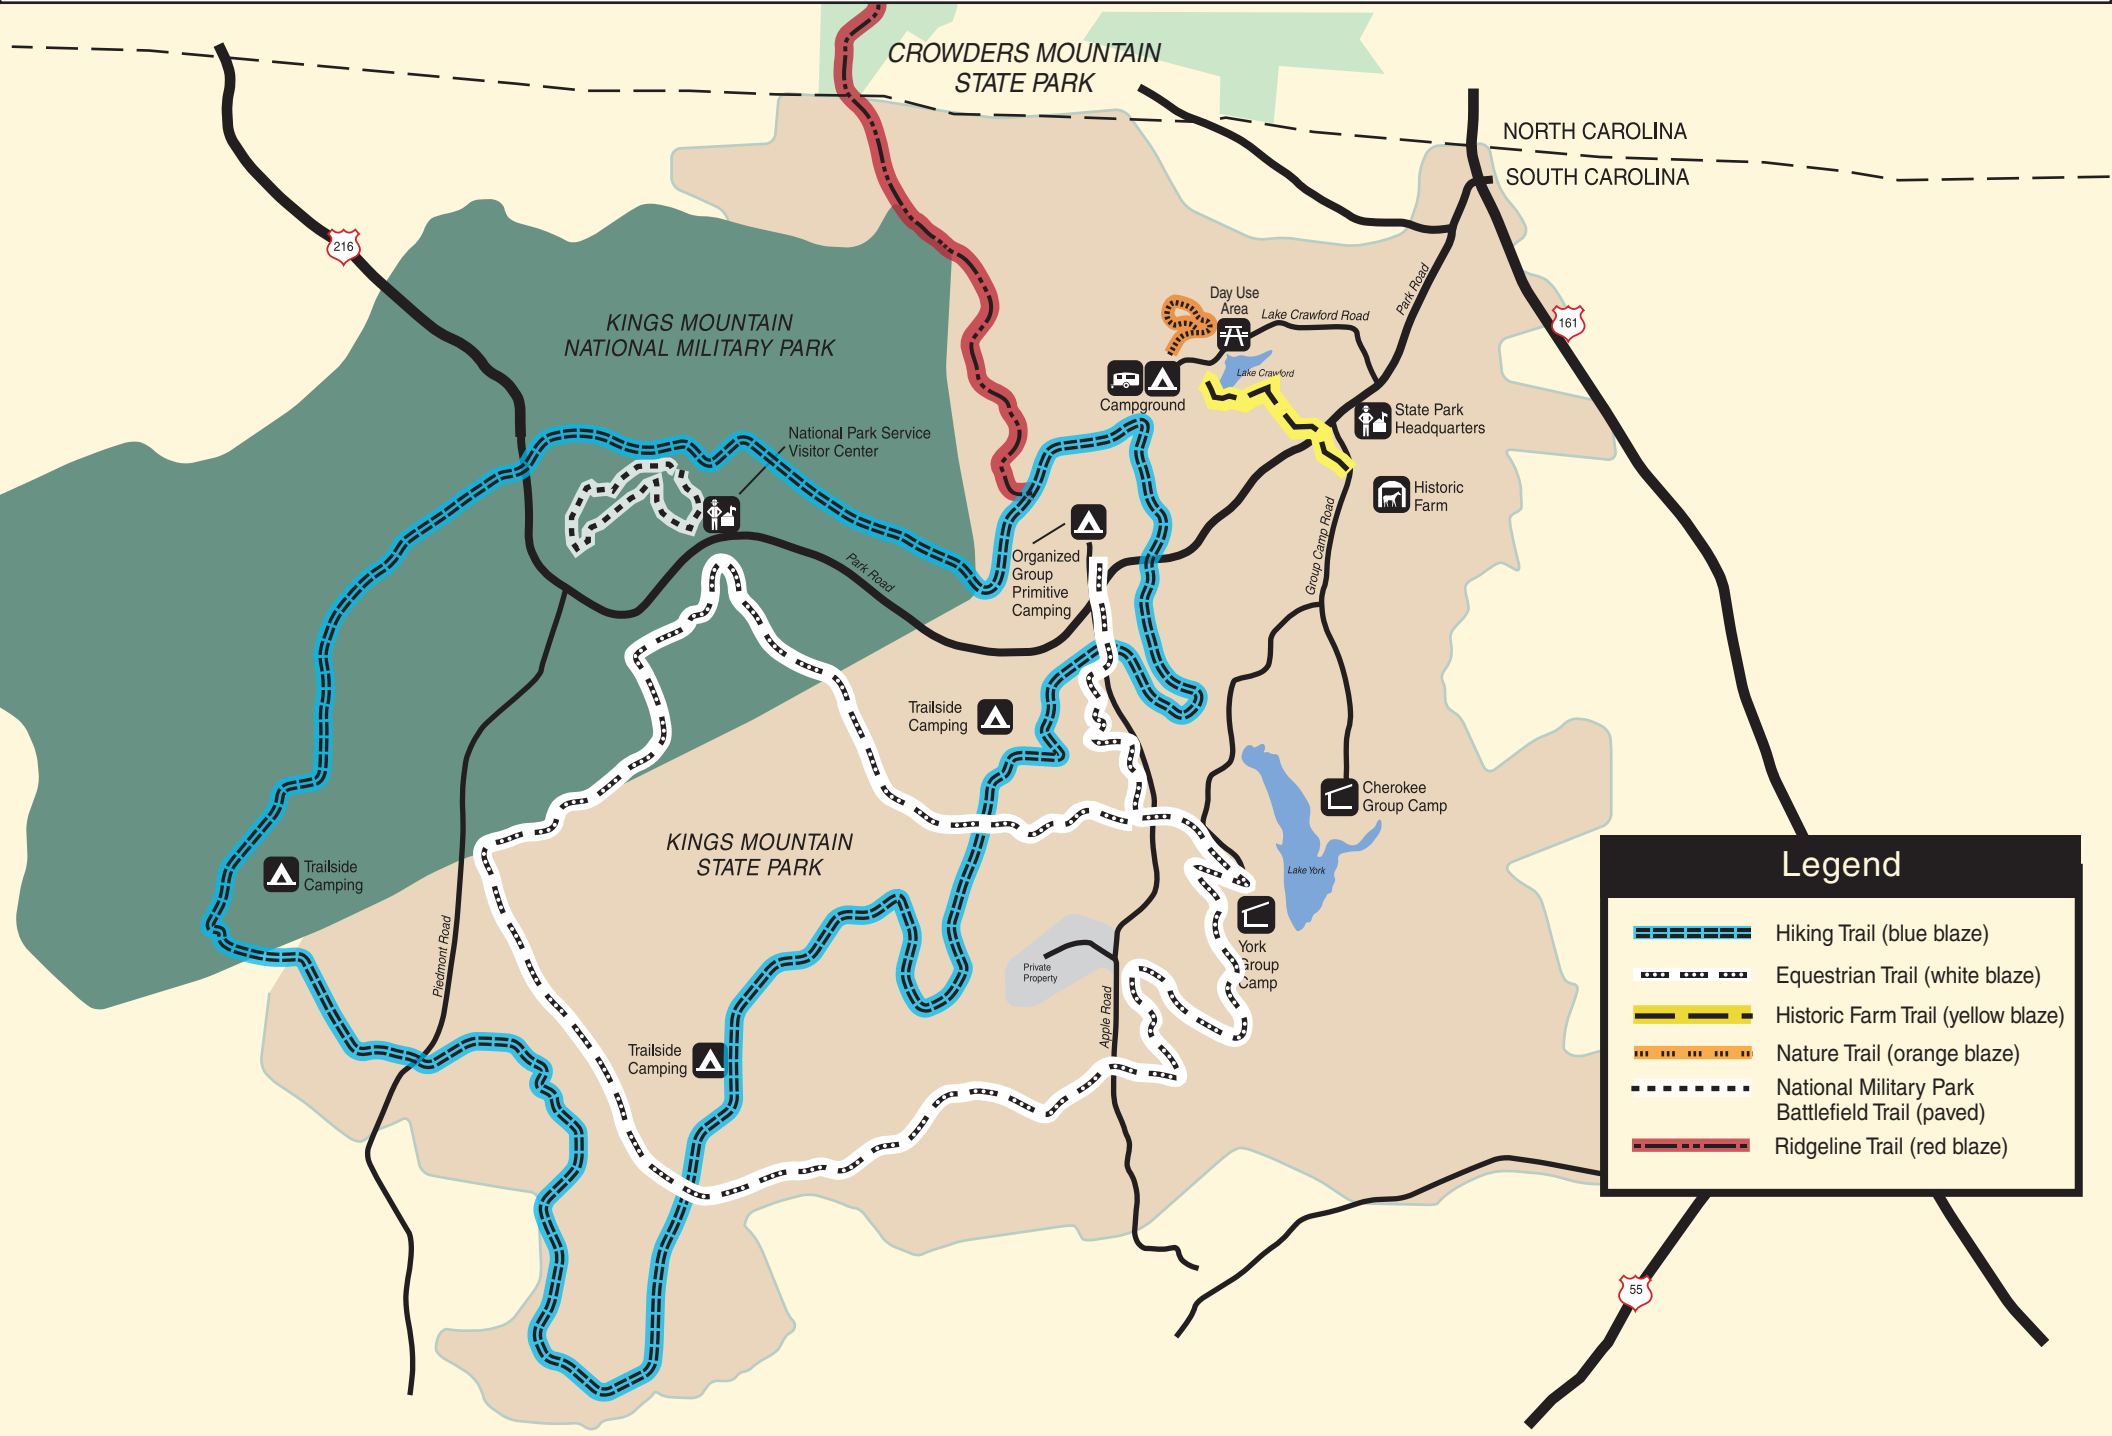 CROWDERS MOUNTAIN
STATE PARK
NORTH CAROLINA
SOUTH CAROLINA
216
KINGS MOUNTAIN
NATIONAL MILITARY PARK
Day Use
Area
Lake Crawford Road
Park Road
161
Lake Crawford
Campground
State Park
Headquarters
National Park Service
Visitor Center
Historic
Farm
Group Camp Road
Organized
Group
Primitive
Camping
Park Road
Trailside
Camping
Cherokee
Group Camp
KINGS MOUNTAIN
STATE PARK
Lake York
Trailside
Camping
Piedmont Road
York
Group
Camp
Private
Property
Apple Road
Trailside
Camping
Legend
Hiking Trail (blue blaze)
Equestrian Trail (white blaze)
Historic Farm Trail (yellow blaze)
Nature Trail (orange blaze)
National Military Park
Battlefield Trail (paved)
Ridgeline Trail (red blaze)
55